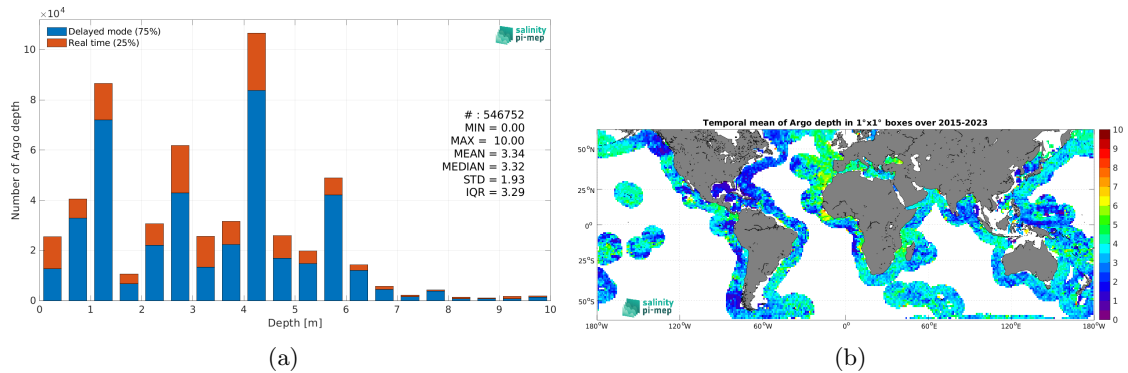 ×10⁴
Delayed mode (75%)
Real time (25%)
salinity
pi-mep
# : 546752
MIN = 0.00
MAX = 10.00
MEAN = 3.34
MEDIAN = 3.32
STD = 1.93
IQR = 3.29
Number of Argo depth
10
8
6
4
2
0
0 1 2 3 4 5 6 7 8 9 10
Depth [m]
(a)
Temporal mean of Argo depth in 1°x1° boxes over 2015-2023
50°N
25°N
0°
25°S
50°S
salinity
pi-mep
180°W 120°W 60°W 0° 60°E 120°E 180°W
10
9
8
7
6
5
4
3
2
1
0
(b)